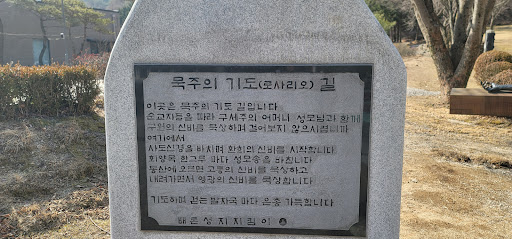 묵주의 기도(로사리오) 길
이곳은 묵주의 기도 길입니다
순교자들을 따라 구세주의 어머니 성모님과 함께
구원의 신비를 묵상하며 걸어보지 않으시렵니까
여기에서
사도신경을 바치며 환희의 신비를 시작합니다
회양목 한그루 마다 성모송을 바칩니다
동산에 오르면 고통의 신비를 묵상하고
내려가면서 영광의 신비를 묵상합니다
기도하며 걷는 발자국 마다 은총 가득합니다
성지지킴이